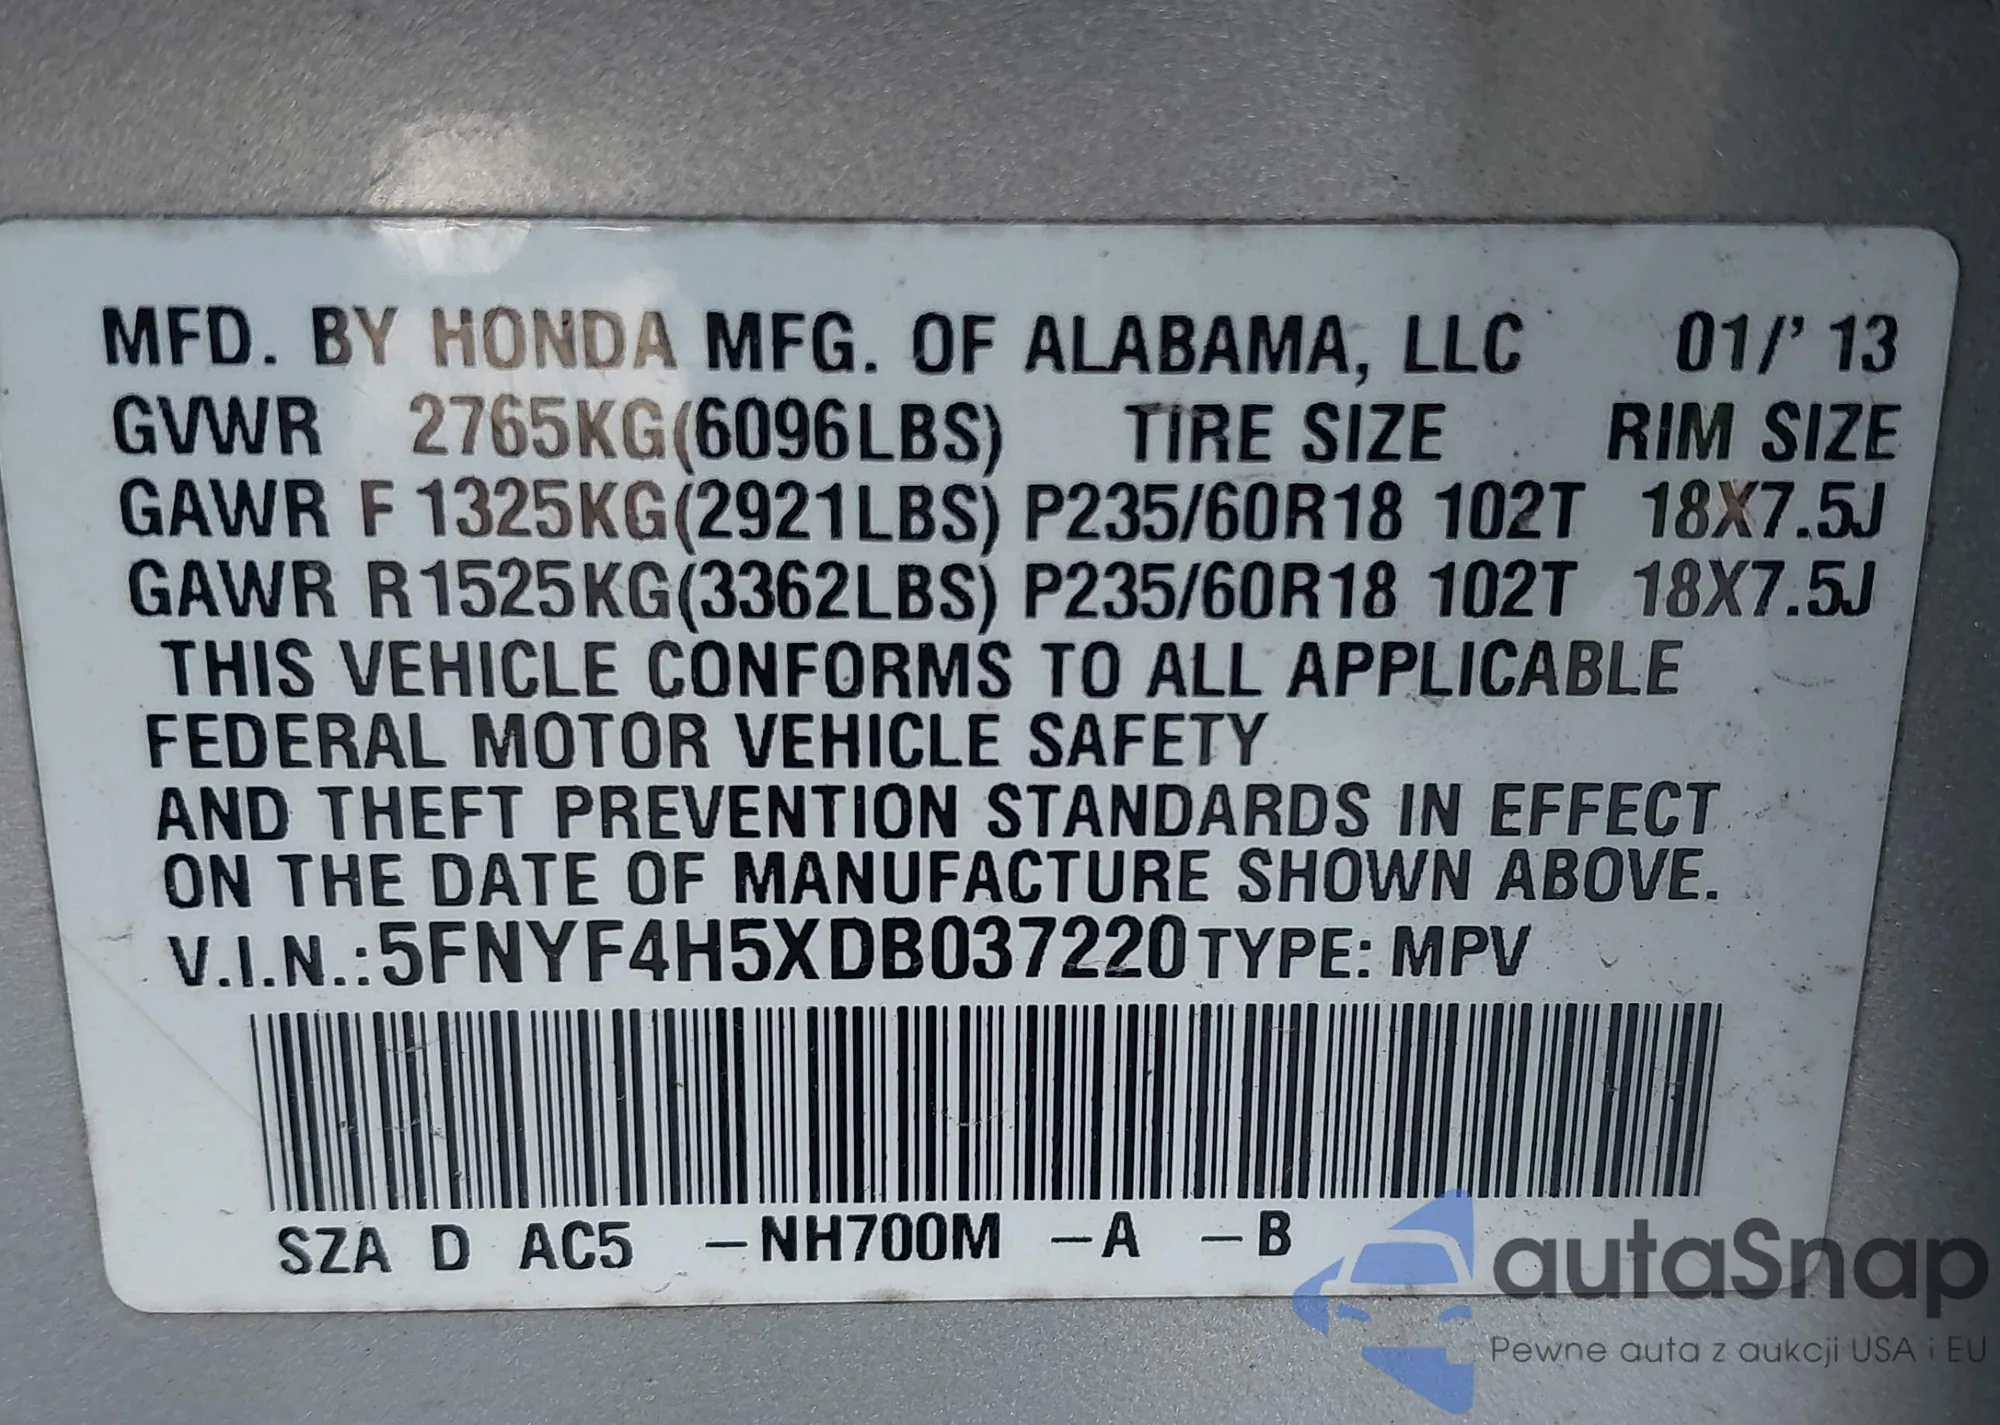 MFD. BY HONDA MFG. OF ALABAMA, LLC 01/'13
GVWR 2765KG(6096LBS) TIRE SIZE RIM SIZE
GAWR F 1325KG(2921LBS) P235/60R18 102T 18X7.5J
GAWR R1525KG(3362LBS) P235/60R18 102T 18X7.5J
THIS VEHICLE CONFORMS TO ALL APPLICABLE
FEDERAL MOTOR VEHICLE SAFETY
AND THEFT PREVENTION STANDARDS IN EFFECT
ON THE DATE OF MANUFACTURE SHOWN ABOVE.
V.I.N.:5FNYF4H5XDB037220 TYPE: MPV
SZA D AC5 -NH700M -A -B
autaSnap
Pewne auta z aukcji USA i EU